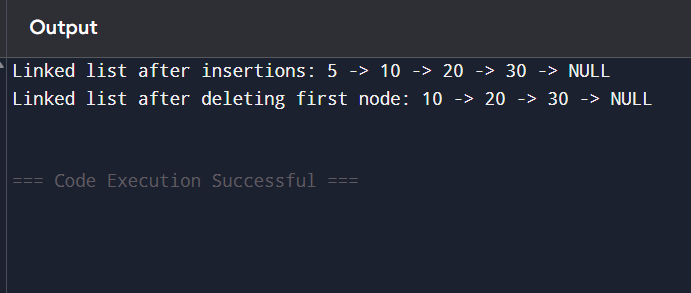 Output
Linked list after insertions: 5 -> 10 -> 20 -> 30 -> NULL
Linked list after deleting first node: 10 -> 20 -> 30 -> NULL
=== Code Execution Successful ===